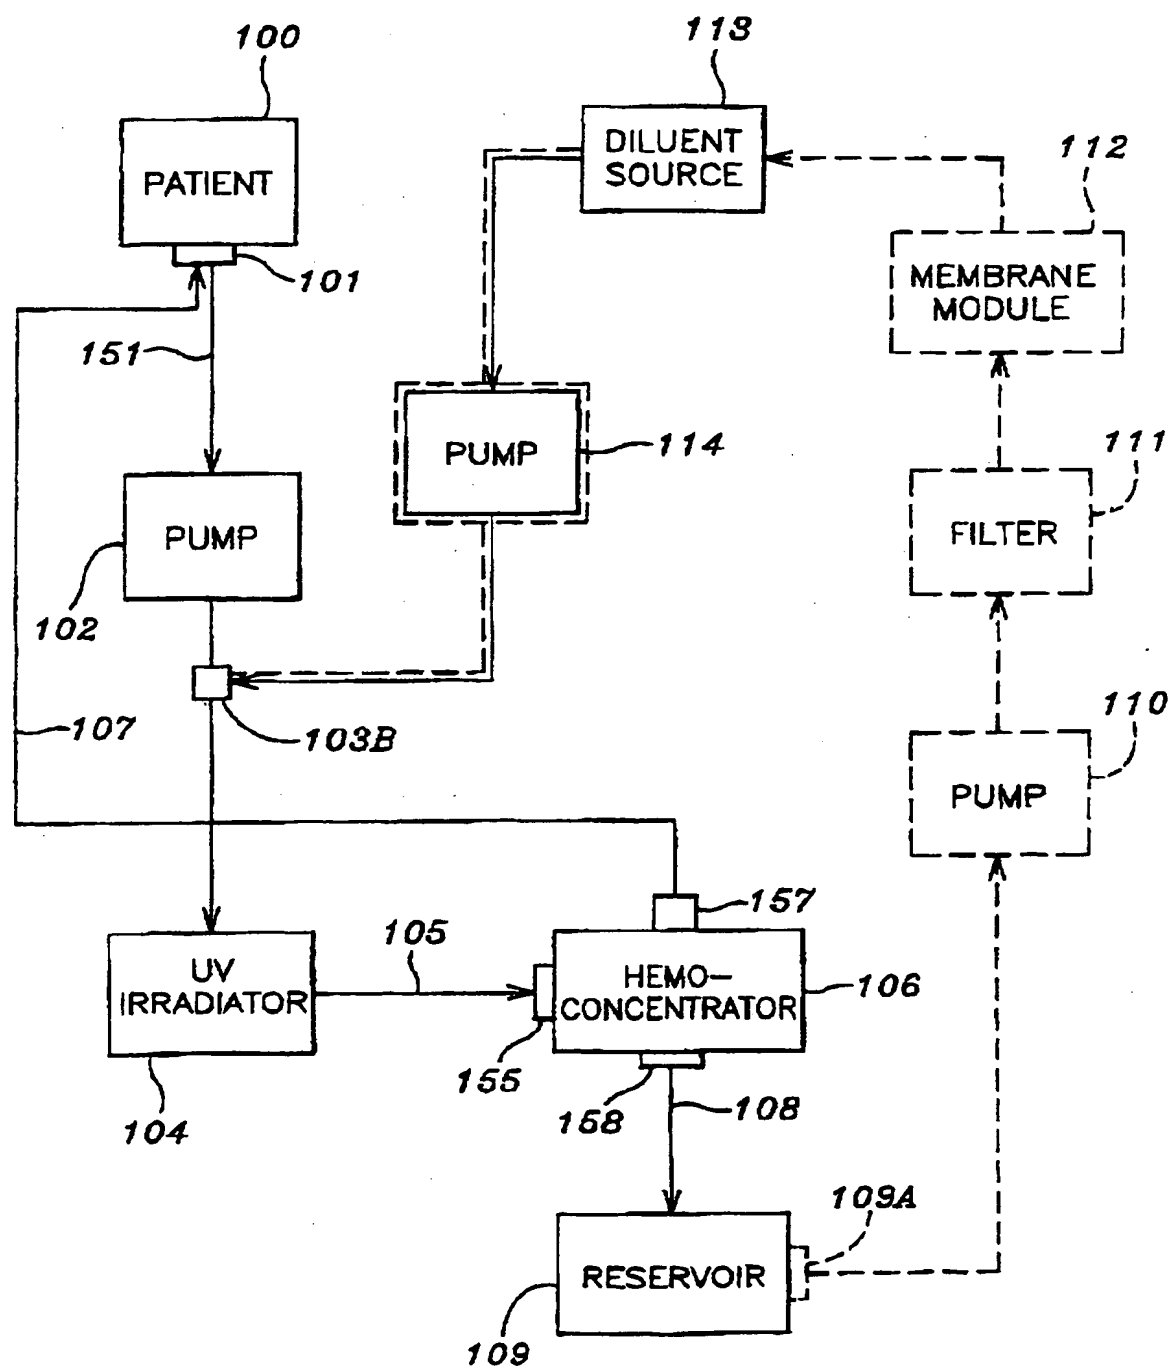 100
113
DILUENT
SOURCE
112
PATIENT
101
MEMBRANE
MODULE
151
PUMP
114
111
PUMP
FILTER
102
103B
107
110
PUMP
157
105
UV
IRRADIATOR
HEMO-
CONCENTRATOR
106
155
158
108
104
109A
RESERVOIR
109